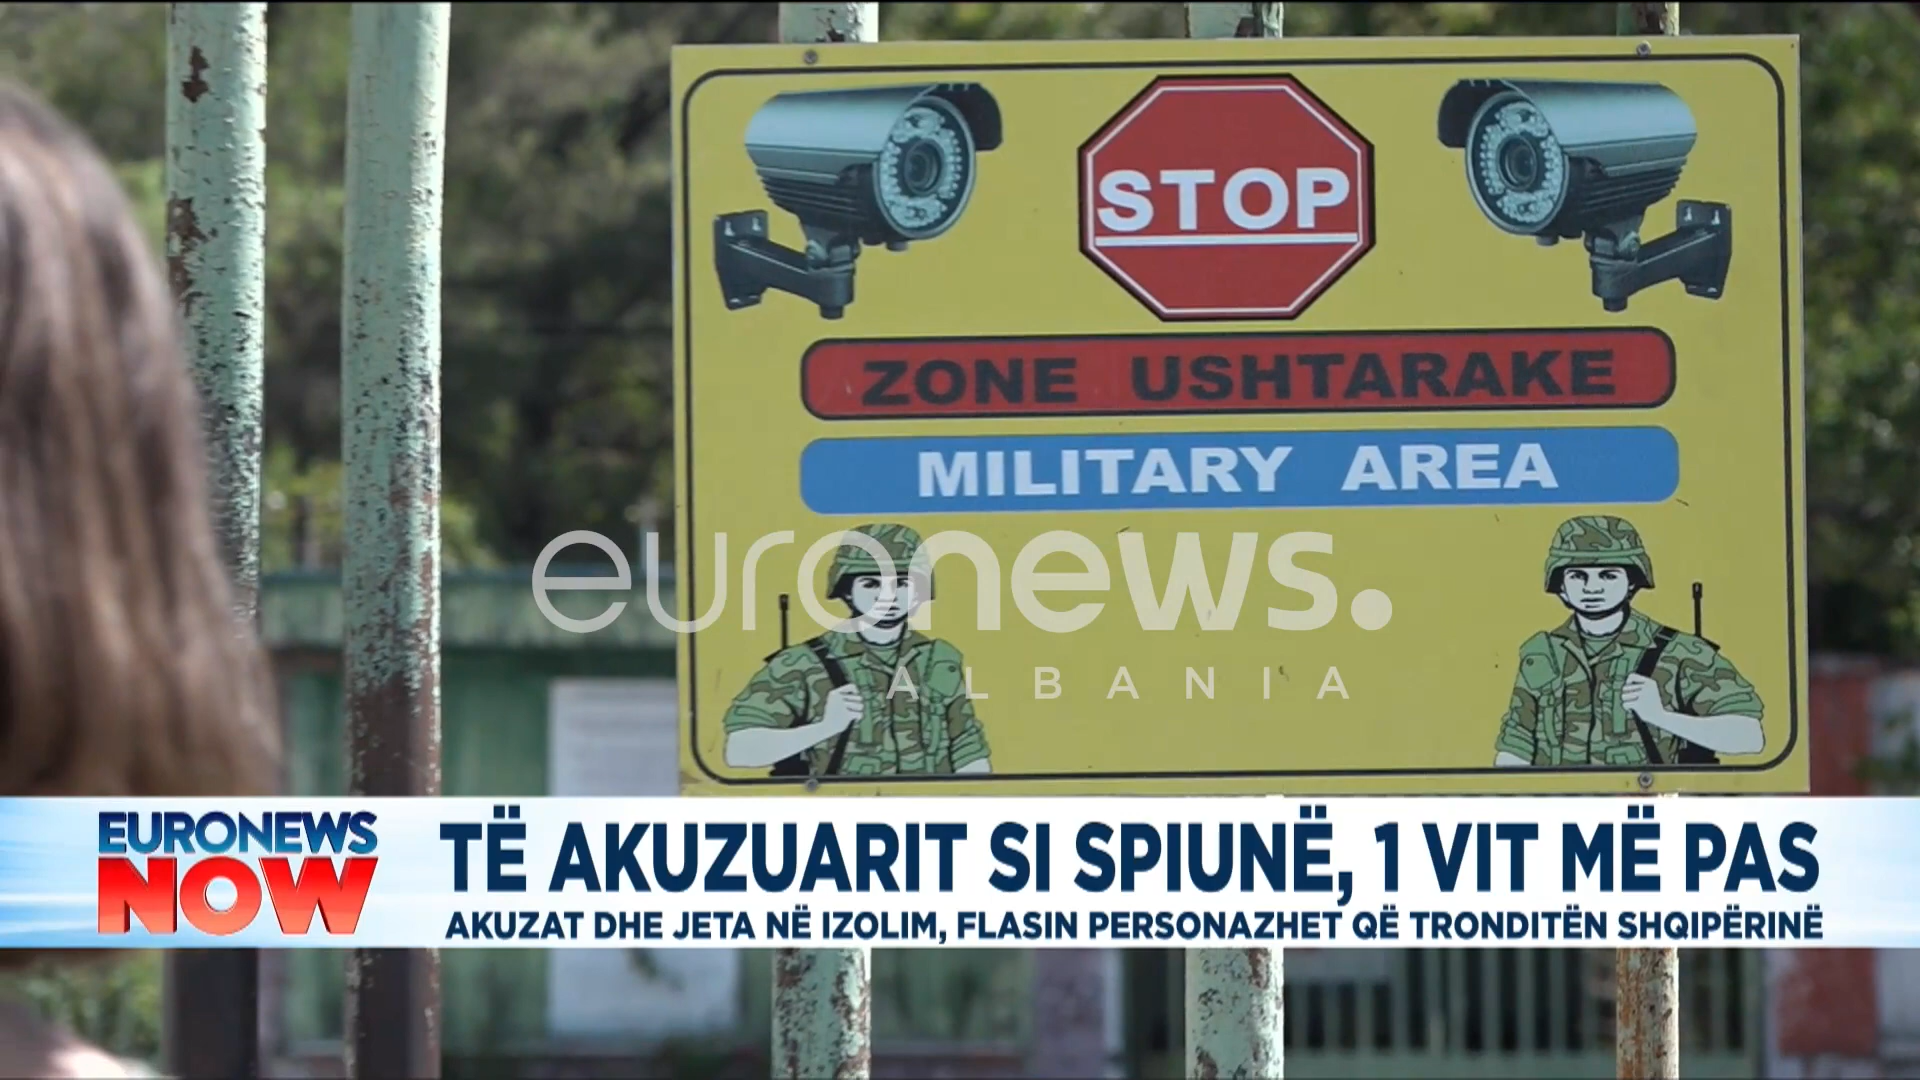 STOP
ZONE USHTARAKE
MILITARY AREA
euronews.
ALBANIA
EURONEWS
NOW
TË AKUZUARIT SI SPIUNË, 1 VIT MË PAS
AKUZAT DHE JETA NË IZOLIM, FLASIN PERSONAZHET QË TRONDITËN SHQIPËRINË